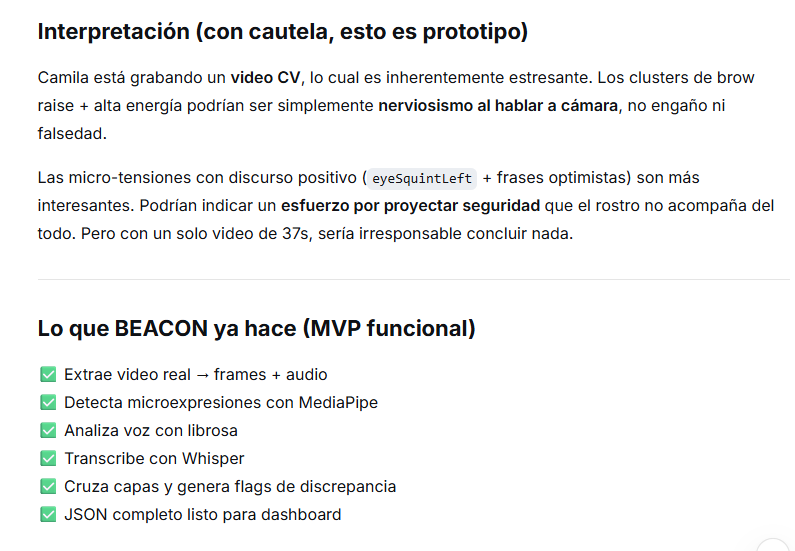 Interpretación (con cautela, esto es prototipo)
Camila está grabando un video CV, lo cual es inherentemente estresante. Los clusters de brow
raise + alta energía podrían ser simplemente nerviosismo al hablar a cámara, no engaño ni
falsedad.
Las micro-tensiones con discurso positivo (eyeSquintLeft + frases optimistas) son más
interesantes. Podrían indicar un esfuerzo por proyectar seguridad que el rostro no acompaña del
todo. Pero con un solo video de 37s, sería irresponsable concluir nada.
Lo que BEACON ya hace (MVP funcional)
✅ Extrae video real → frames + audio
✅ Detecta microexpresiones con MediaPipe
✅ Analiza voz con librosa
✅ Transcribe con Whisper
✅ Cruza capas y genera flags de discrepancia
✅ JSON completo listo para dashboard